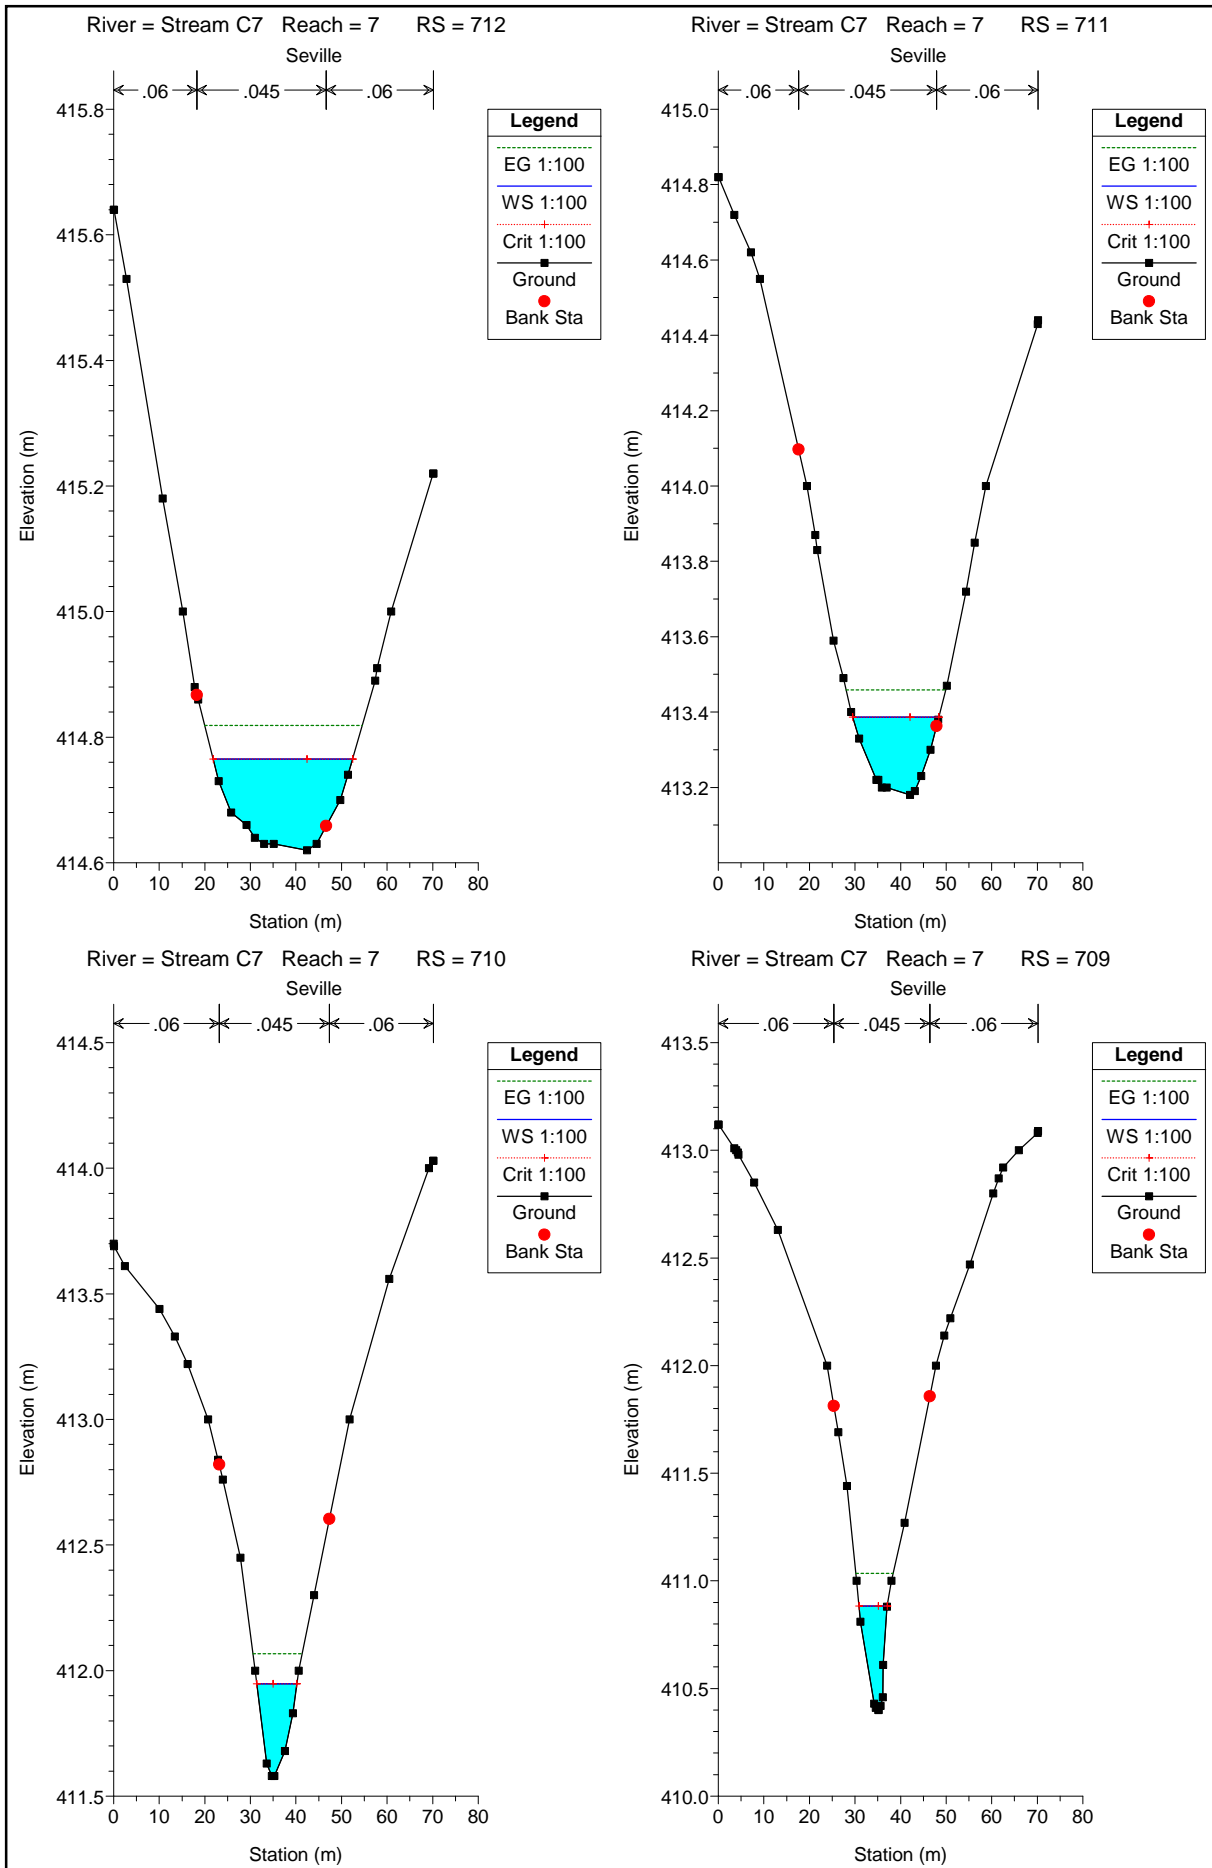 River = Stream C7 Reach = 7 RS = 712
Seville
.06 .045 .06
415.8
415.6
415.4
415.2
415.0
414.8
414.6
Elevation (m)
0 10 20 30 40 50 60 70 80
Station (m)
Legend
EG 1:100
WS 1:100
Crit 1:100
Ground
Bank Sta
River = Stream C7 Reach = 7 RS = 711
Seville
.06 .045 .06
415.0
414.8
414.6
414.4
414.2
414.0
413.8
413.6
413.4
413.2
Elevation (m)
0 10 20 30 40 50 60 70 80
Station (m)
Legend
EG 1:100
WS 1:100
Crit 1:100
Ground
Bank Sta
River = Stream C7 Reach = 7 RS = 710
Seville
.06 .045 .06
414.5
414.0
413.5
413.0
412.5
412.0
411.5
Elevation (m)
0 10 20 30 40 50 60 70 80
Station (m)
Legend
EG 1:100
WS 1:100
Crit 1:100
Ground
Bank Sta
River = Stream C7 Reach = 7 RS = 709
Seville
.06 .045 .06
413.5
413.0
412.5
412.0
411.5
411.0
410.5
410.0
Elevation (m)
0 10 20 30 40 50 60 70 80
Station (m)
Legend
EG 1:100
WS 1:100
Crit 1:100
Ground
Bank Sta